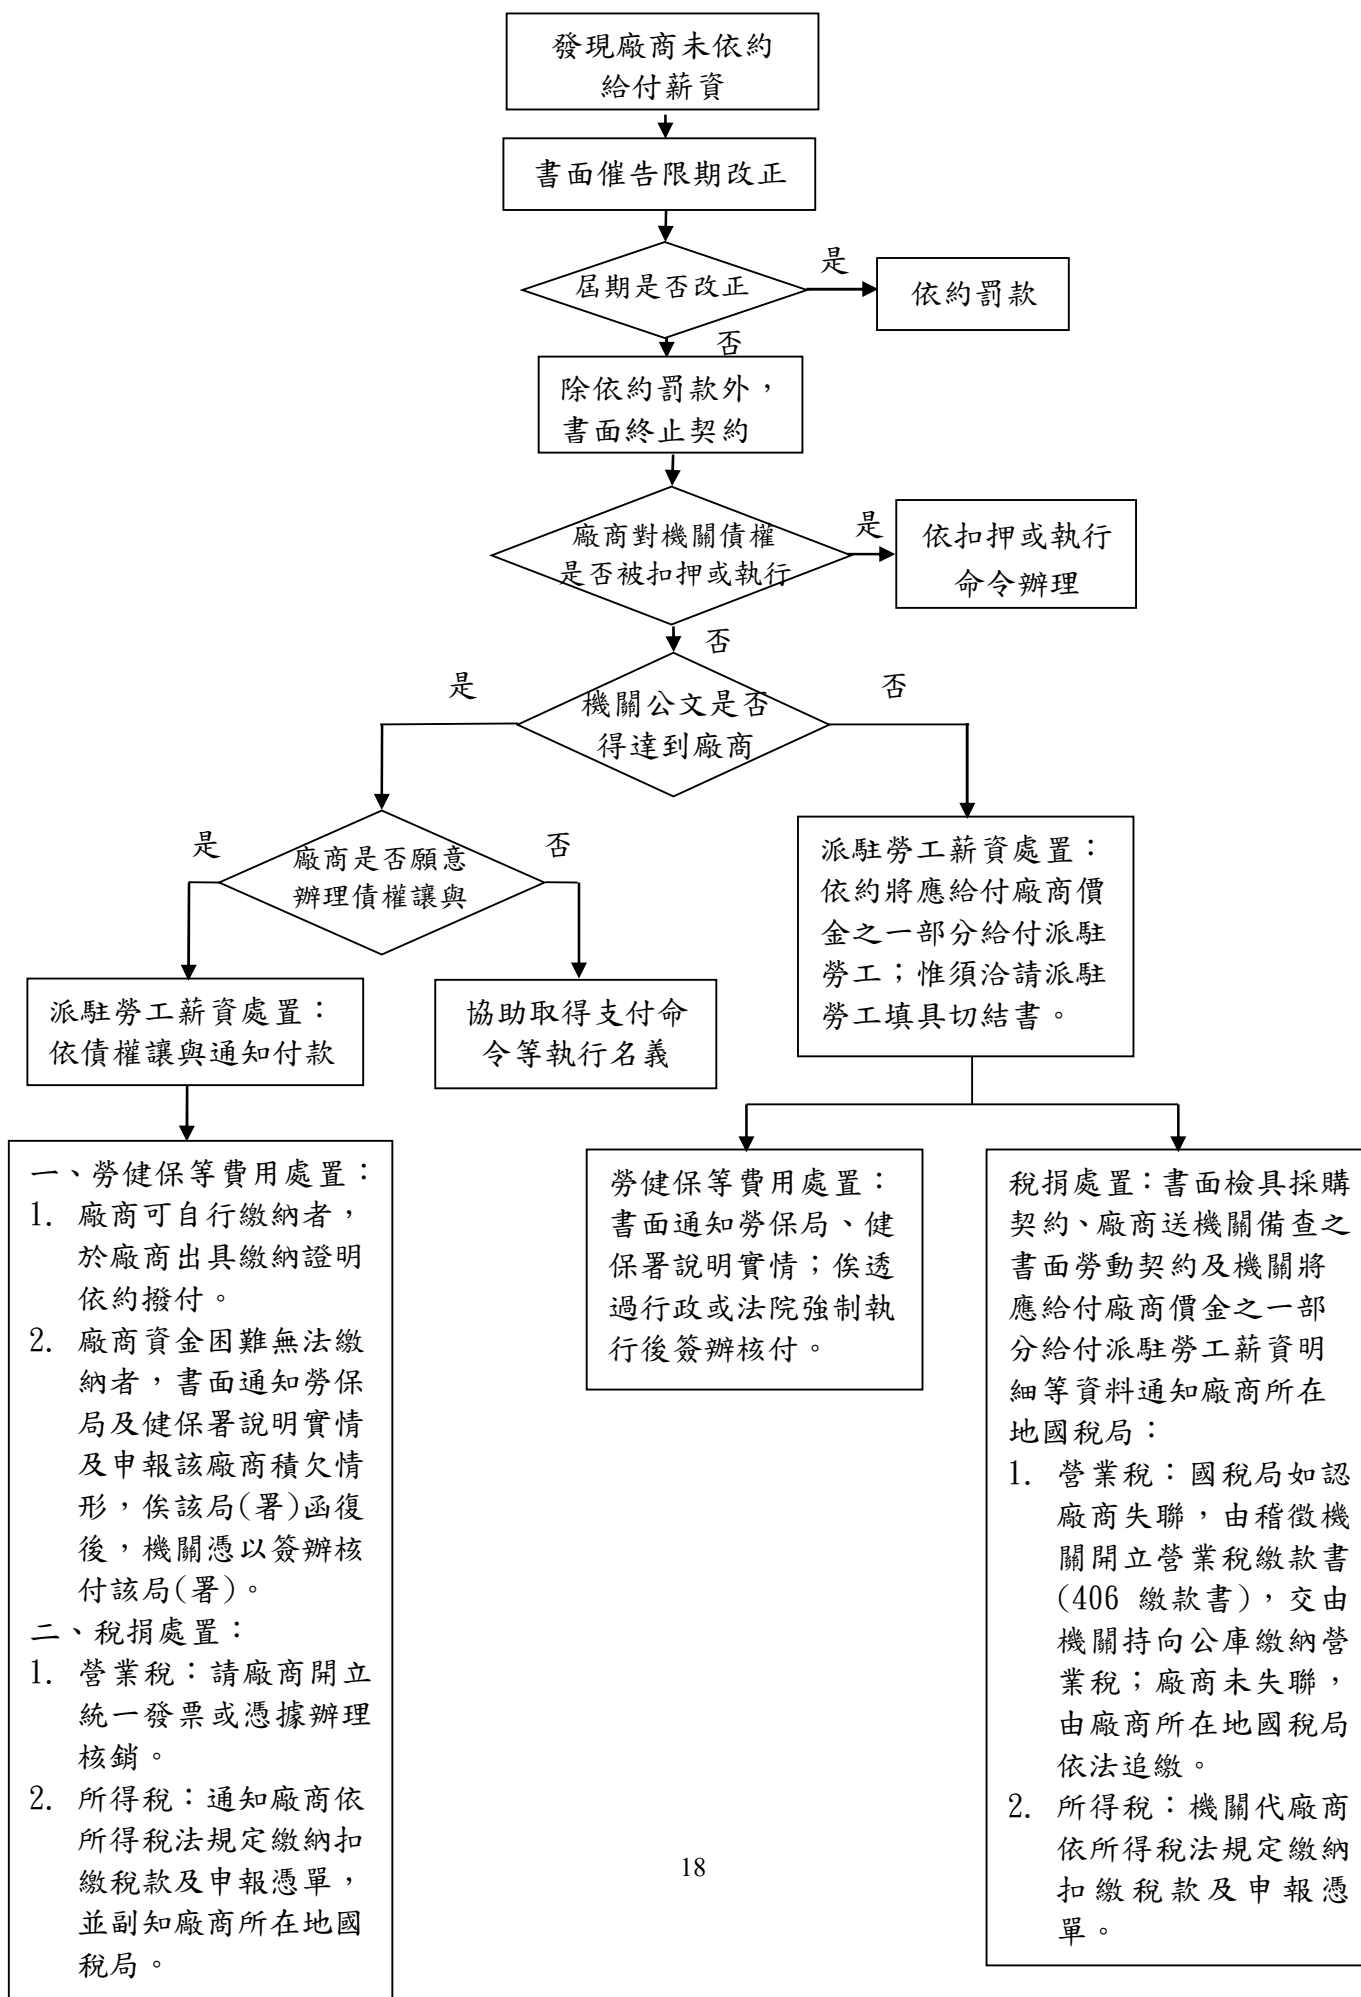 發現廠商未依約
給付薪資
書面催告限期改正
屆期是否改正
是
依約罰款
否
除依約罰款外，
書面終止契約
廠商對機關債權
是否被扣押或執行
是
依扣押或執行
命令辦理
否
機關公文是否
得達到廠商
是
否
廠商是否願意
辦理債權讓與
是
否
派駐勞工薪資處置：
依約將應給付廠商價
金之一部分給付派駐
勞工；惟須洽請派駐
勞工填具切結書。
派駐勞工薪資處置：
依債權讓與通知付款
協助取得支付命
令等執行名義
一、勞健保等費用處置：
1. 廠商可自行繳納者，
於廠商出具繳納證明
依約撥付。
2. 廠商資金困難無法繳
納者，書面通知勞保
局及健保署說明實情
及申報該廠商積欠情
形，俟該局(署)函復
後，機關憑以簽辦核
付該局(署)。
二、稅捐處置：
1. 營業稅：請廠商開立
統一發票或憑據辦理
核銷。
2. 所得稅：通知廠商依
所得稅法規定繳納扣
繳稅款及申報憑單，
並副知廠商所在地國
稅局。
勞健保等費用處置：
書面通知勞保局、健
保署說明實情；俟透
過行政或法院強制執
行後簽辦核付。
稅捐處置：書面檢具採購
契約、廠商送機關備查之
書面勞動契約及機關將
應給付廠商價金之一部
分給付派駐勞工薪資明
細等資料通知廠商所在
地國稅局：
1. 營業稅：國稅局如認
廠商失聯，由稽徵機
關開立營業稅繳款書
(406 繳款書)，交由
機關持向公庫繳納營
業稅；廠商未失聯，
由廠商所在地國稅局
依法追繳。
2. 所得稅：機關代廠商
依所得稅法規定繳納
扣繳稅款及申報憑
單。
18